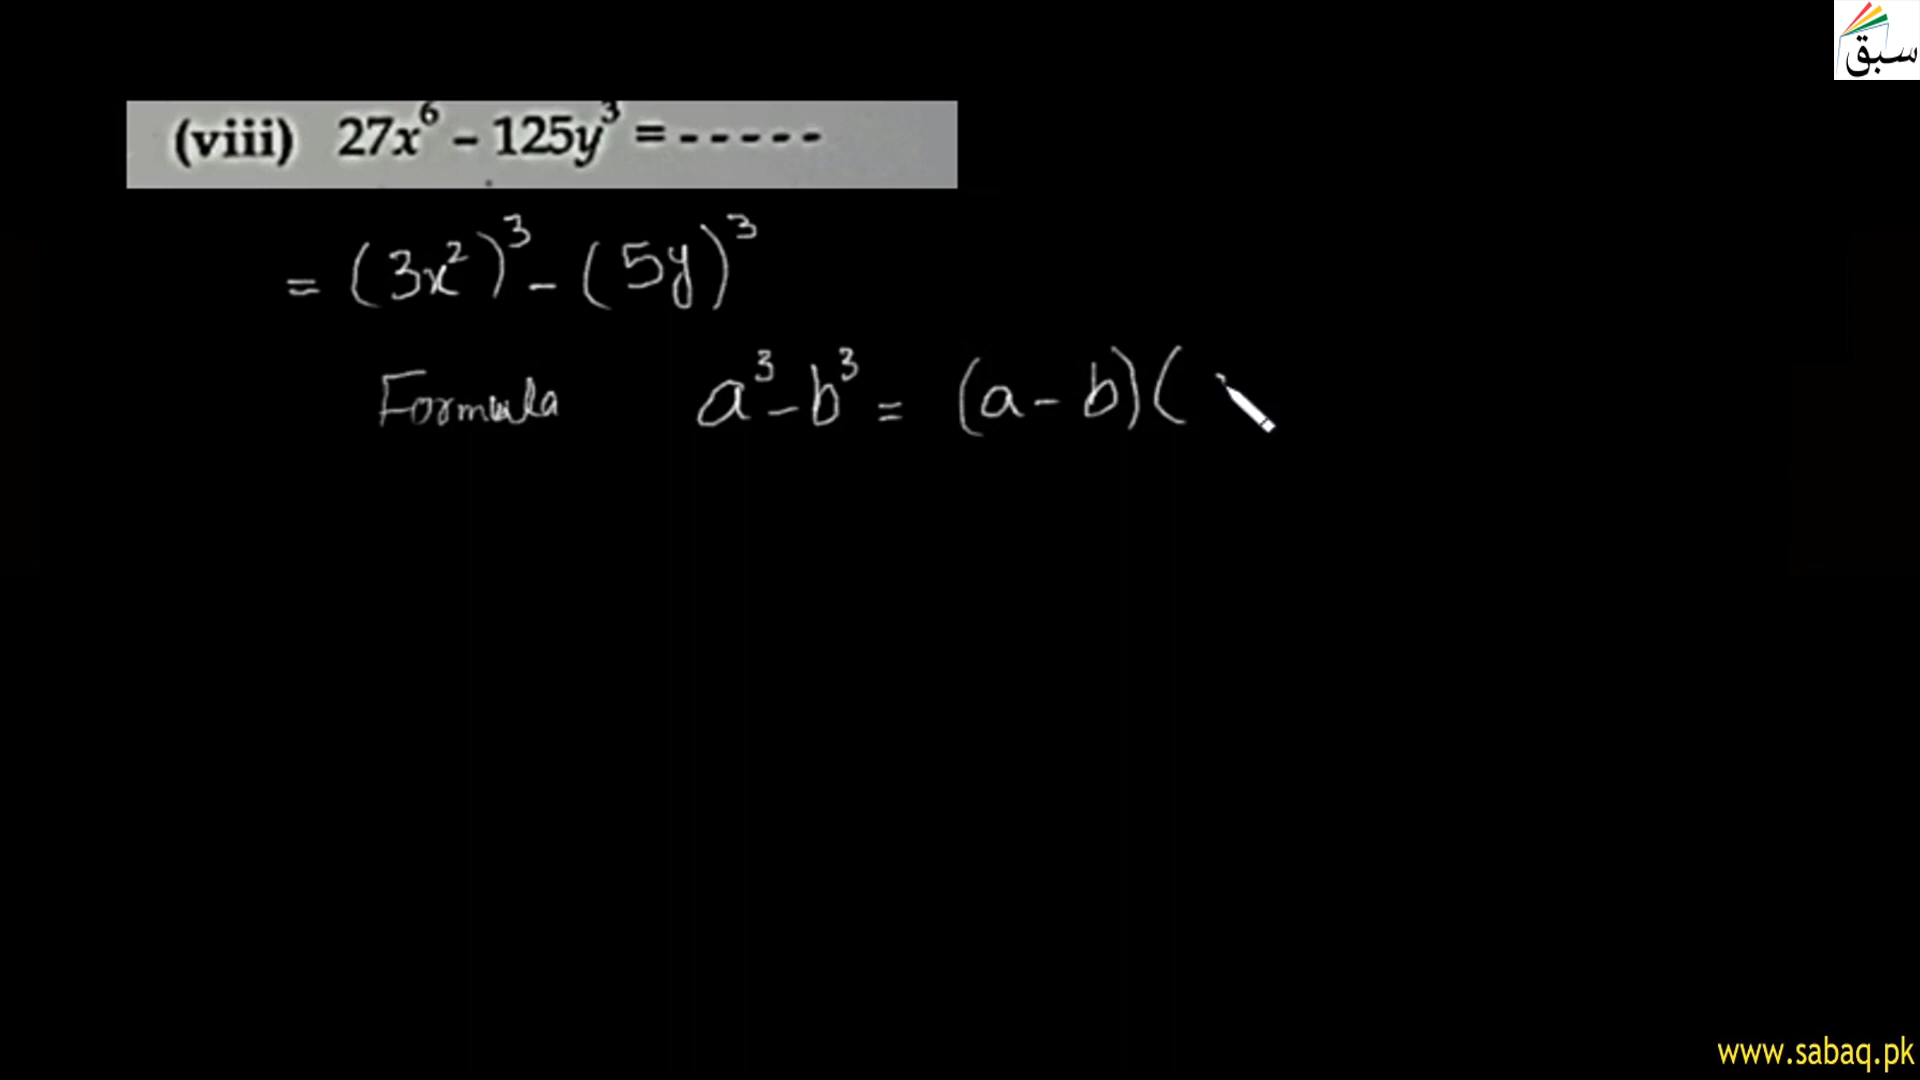 سبق
(viii) 27x⁶ – 125y³ = - - - - -
= (3x²)³ - (5y)³
Formula a³ - b³ = (a - b)(
www.sabaq.pk